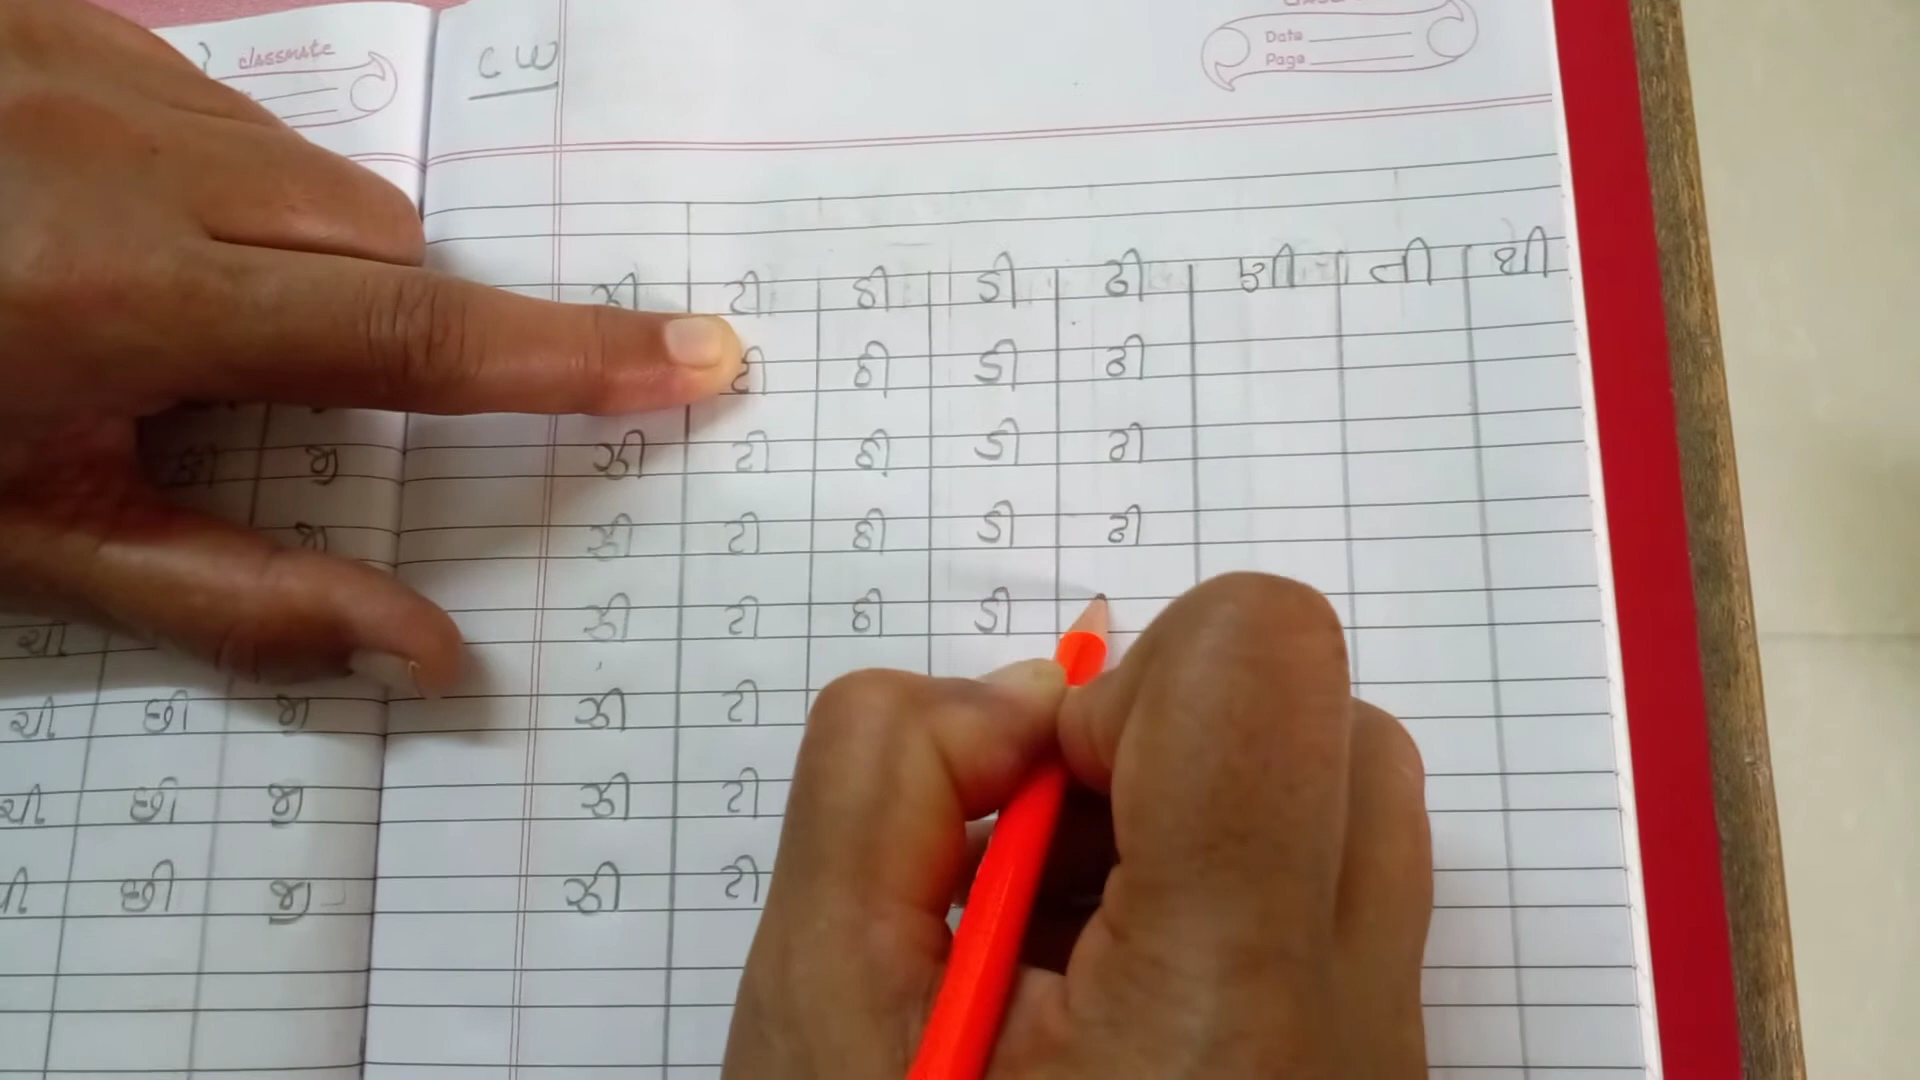 classmate
CW
Date
Page
ઝી ટી ઠી ડી ઢી ણી તી થી
ટી ઠી ડી ઢી
ઝી ટી ઠી ડી ઢી
ઝી ટી ઠી ડી ઢી
ઝી ટી ઠી ડી
ઝી ટી
ઝી ટી
ઝી ટી
છી જી
જી
ચી
ચી છી જી
ચી છી જી
છી જી